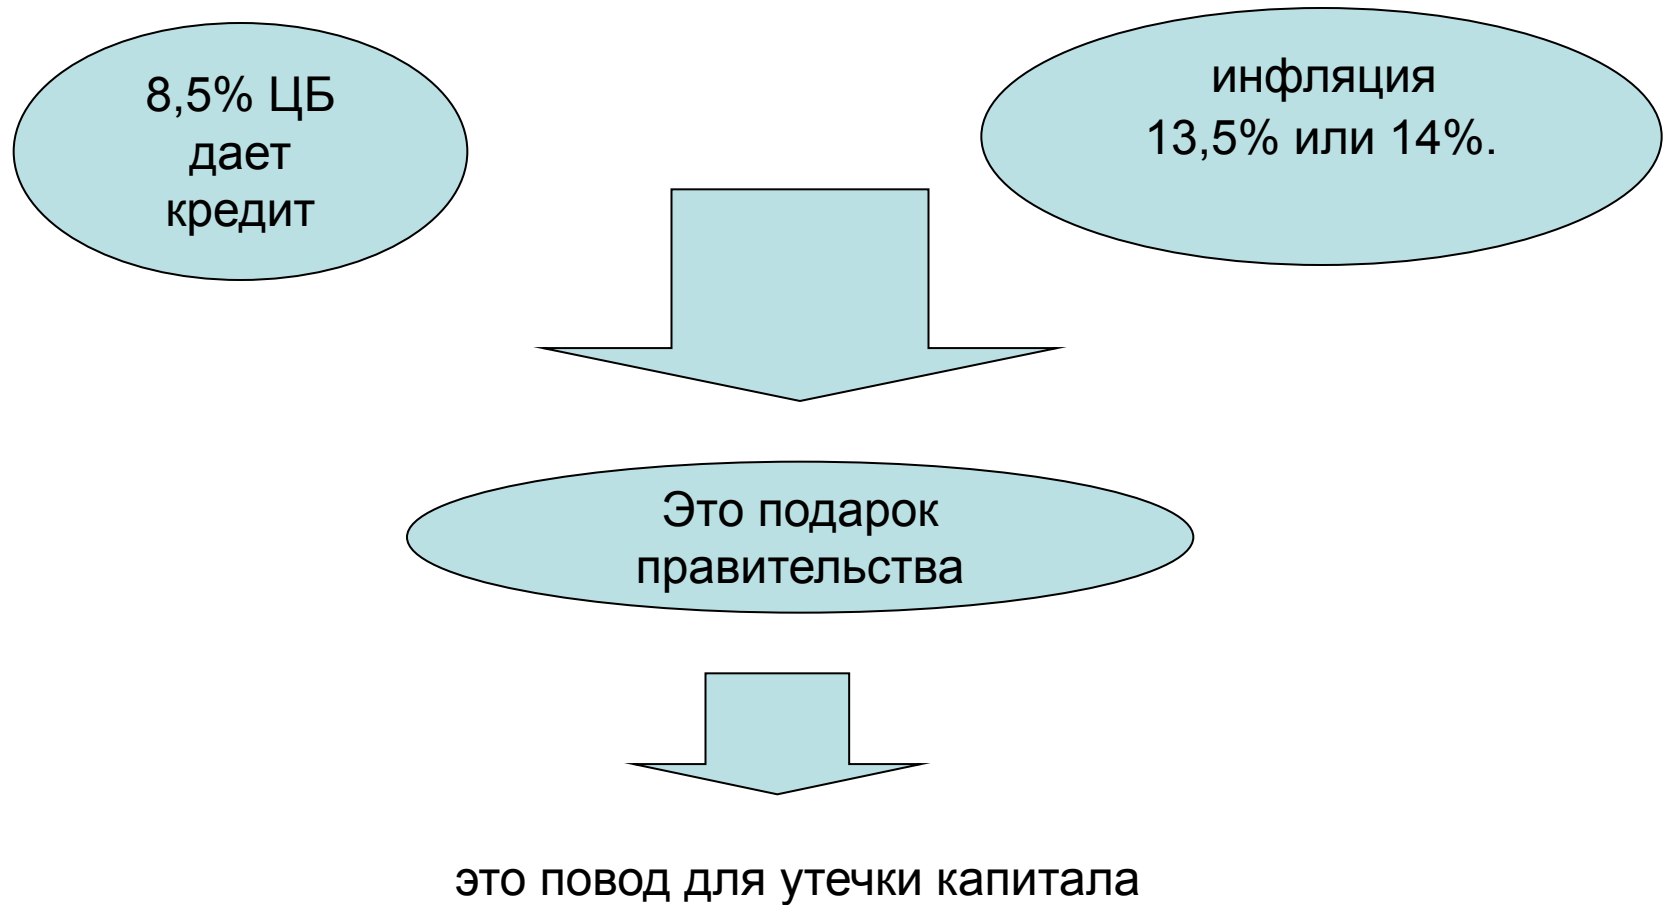 8,5% ЦБ
дает
кредит
инфляция
13,5% или 14%.
Это подарок
правительства
это повод для утечки капитала